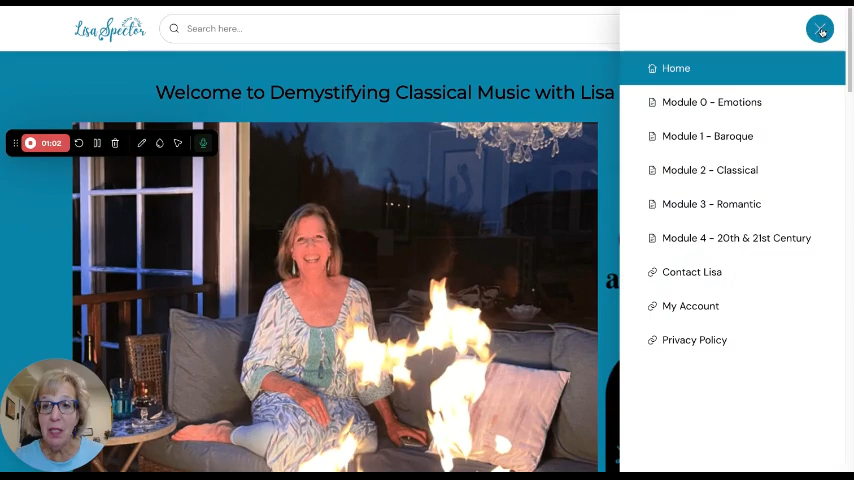 Lisa Spector
Search here...
Home
Welcome to Demystifying Classical Music with Lisa
Module 0 - Emotions
Module 1 - Baroque
01:02
Module 2 - Classical
Module 3 - Romantic
Module 4 - 20th & 21st Century
Contact Lisa
My Account
Privacy Policy